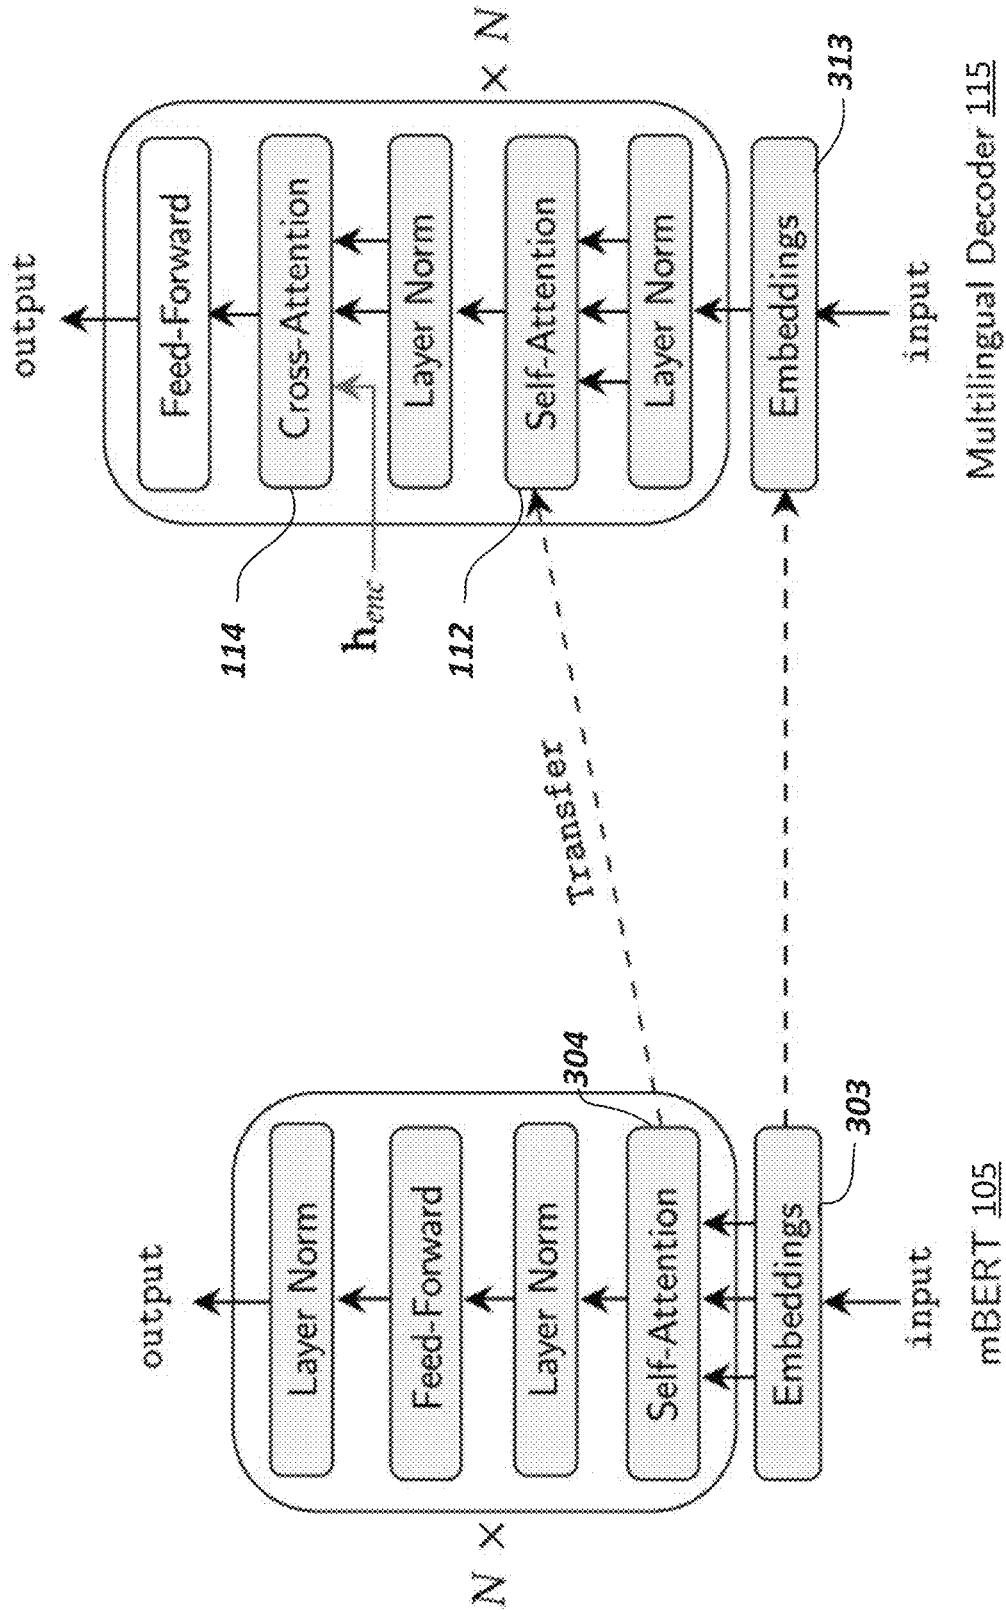 output
Layer Norm
Feed-Forward
Layer Norm
Self-Attention
304
N ×
Embeddings
303
input
mBERT 105
Transfer
output
Feed-Forward
Cross-Attention
114
h_enc
Layer Norm
Self-Attention
112
Layer Norm
× N
Embeddings
313
input
Multilingual Decoder 115